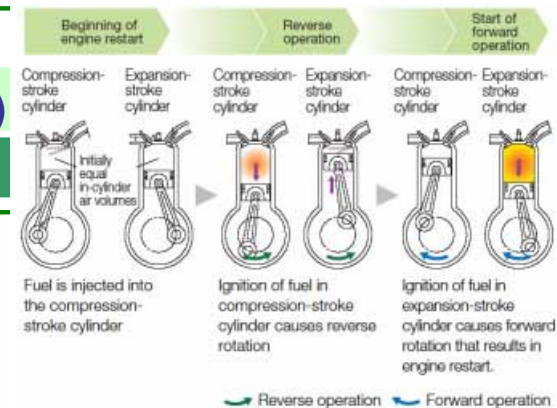 Beginning of
engine restart
Reverse
operation
Start of
forward
operation
Compression-
stroke
cylinder
Expansion-
stroke
cylinder
Compression-
stroke
cylinder
Expansion-
stroke
cylinder
Compression-
stroke
cylinder
Expansion-
stroke
cylinder
Initially
equal
in-cylinder
air volumes
Fuel is injected into
the compression-
stroke cylinder
Ignition of fuel in
compression-stroke
cylinder causes reverse
rotation
Ignition of fuel in
expansion-stroke
cylinder causes forward
rotation that results in
engine restart.
Reverse operation
Forward operation